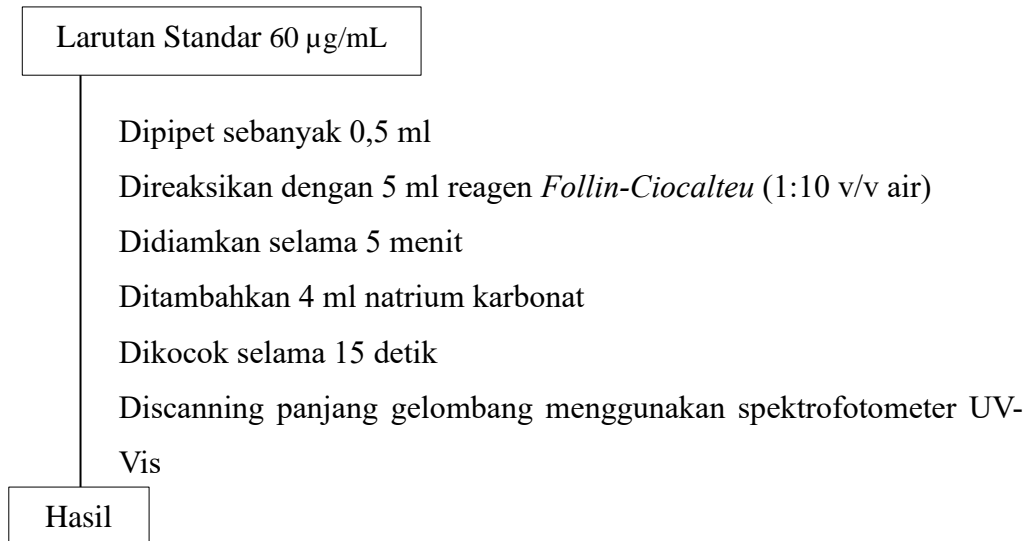 Larutan Standar 60 µg/mL
Dipipet sebanyak 0,5 ml
Direaksikan dengan 5 ml reagen Follin-Ciocalteu (1:10 v/v air)
Didiamkan selama 5 menit
Ditambahkan 4 ml natrium karbonat
Dikocok selama 15 detik
Discanning panjang gelombang menggunakan spektrofotometer UV-
Vis
Hasil